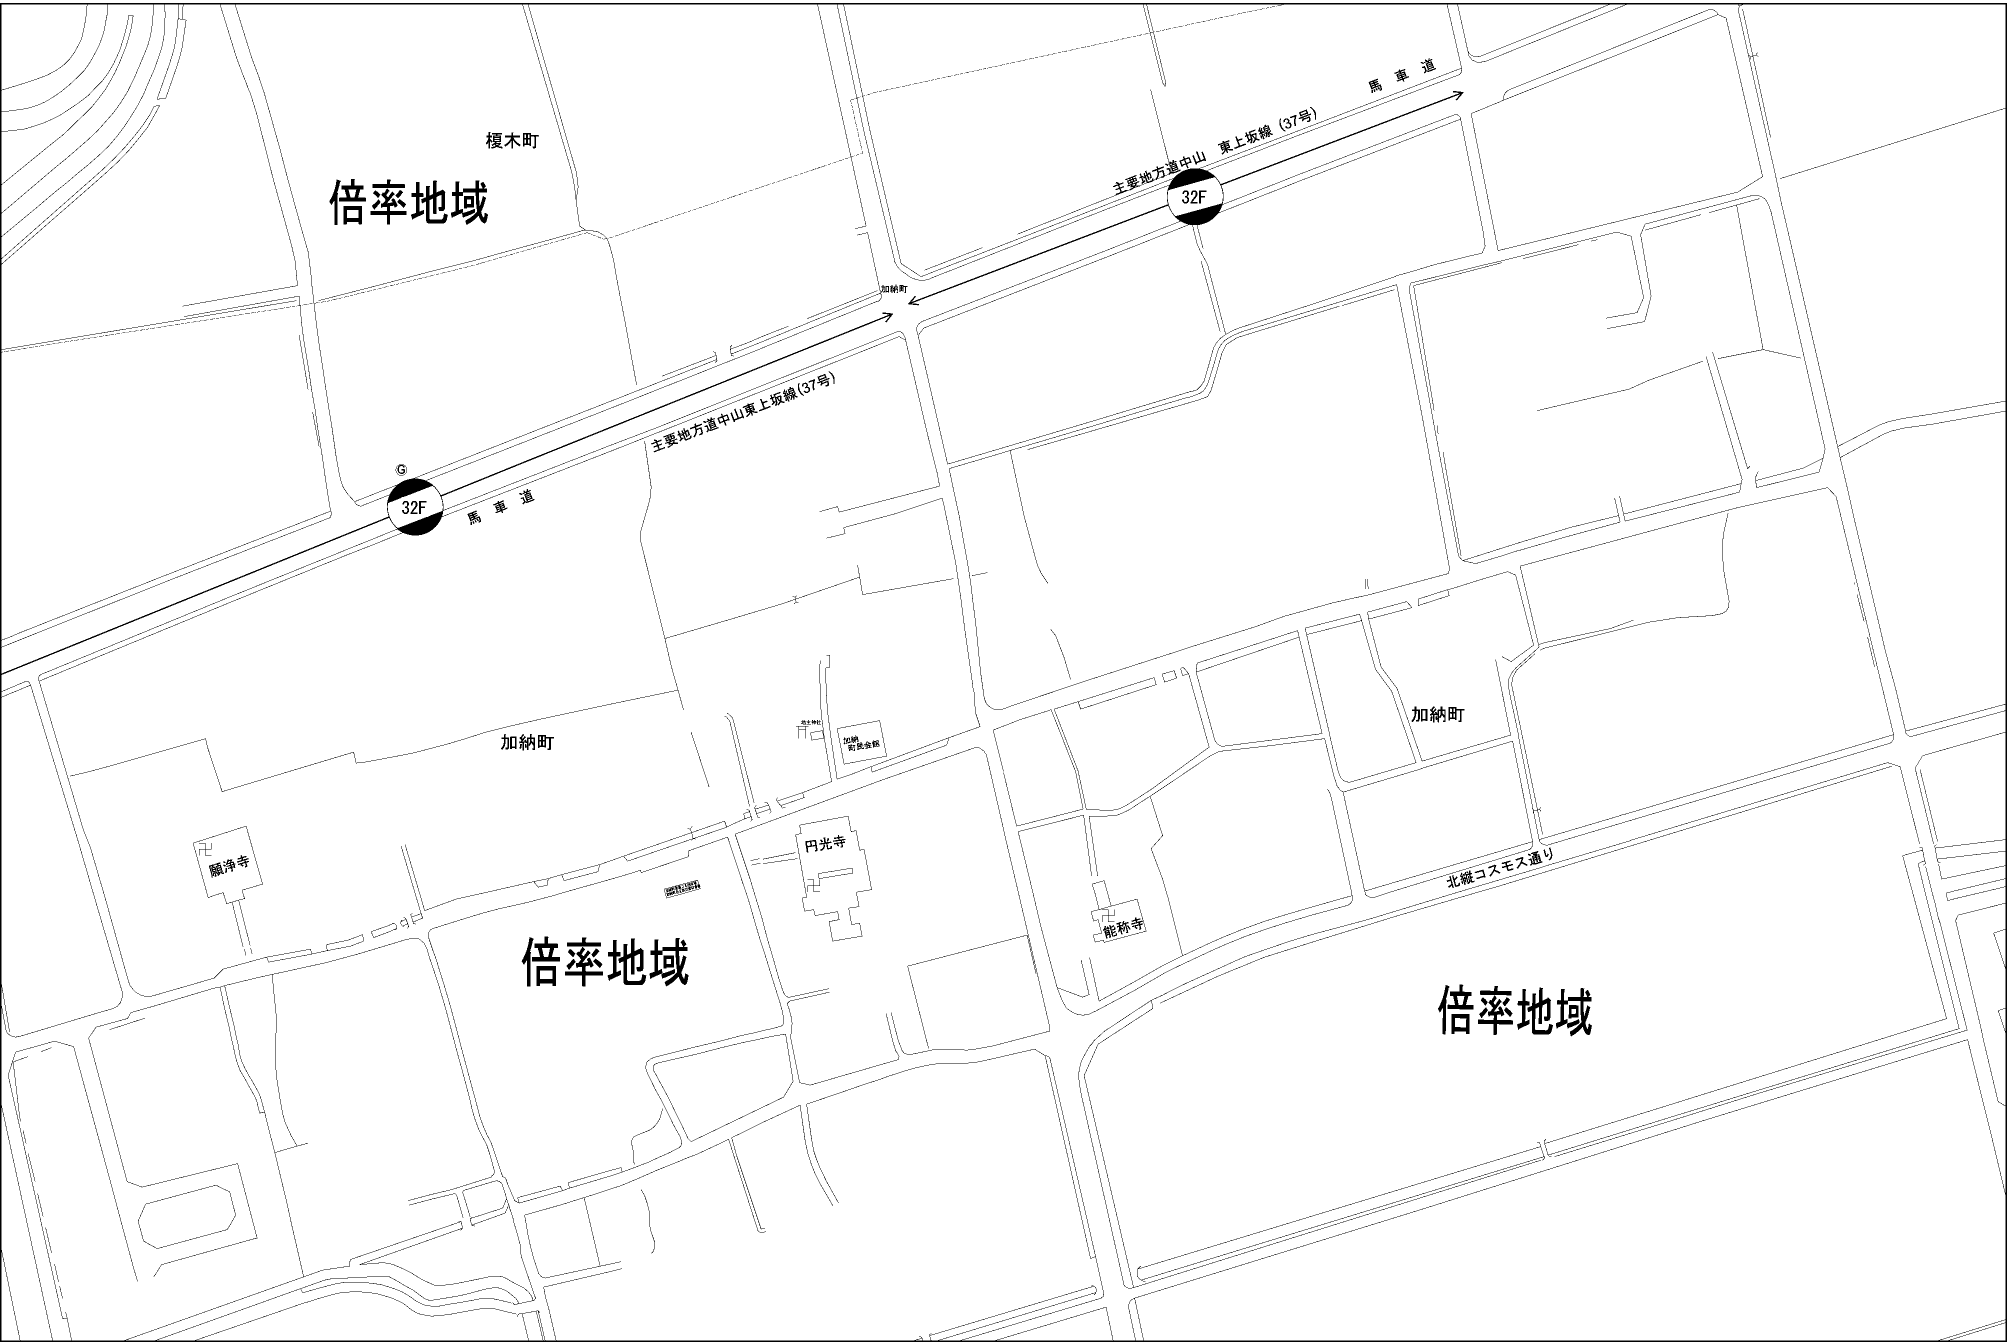 馬車道
主要地方道中山　東上坂線（37号）
榎木町
倍率地域
32F
加納町
主要地方道中山東上坂線(37号)
G
32F
馬車道
地主神社
加納町
加納町
加納
町民会館
円光寺
願浄寺
北縦コスモス通り
能称寺
倍率地域
倍率地域